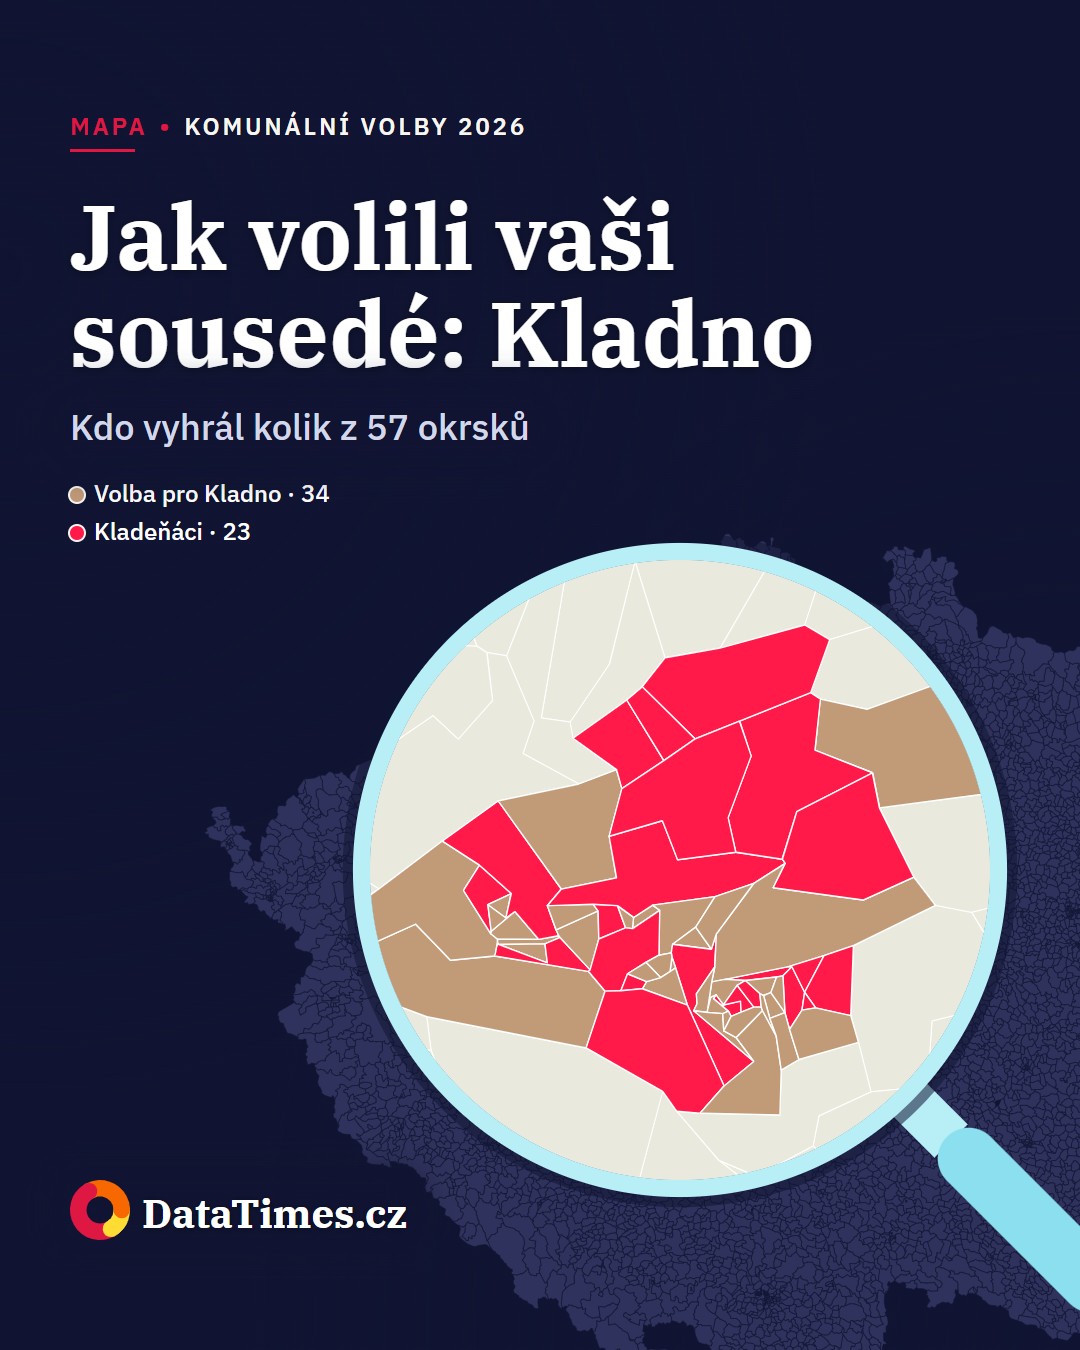 MAPA • KOMUNÁLNÍ VOLBY 2026
Jak volili vaši
sousedé: Kladno
Kdo vyhrál kolik z 57 okrsků
Volba pro Kladno · 34
Kladeňáci · 23
DataTimes.cz